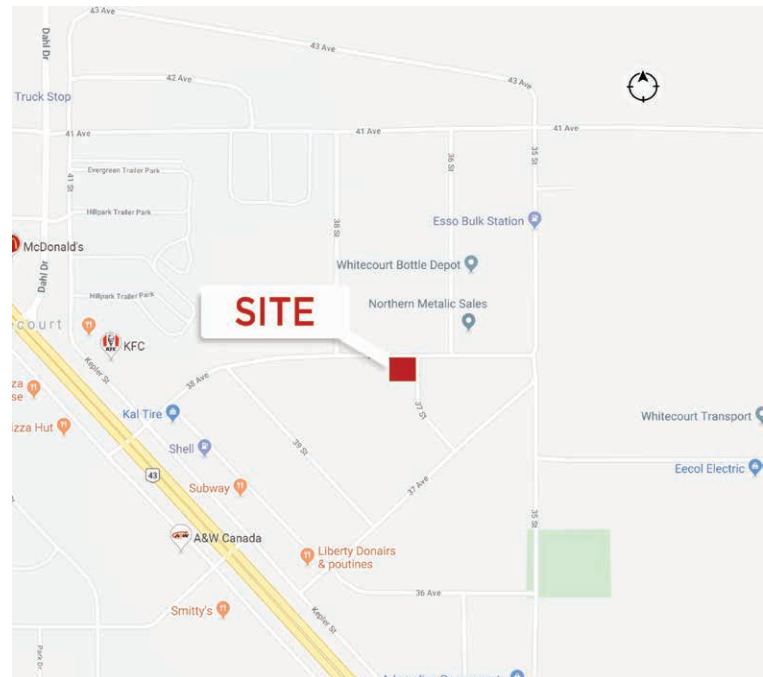 43 Ave
Dahl Dr
43 Ave
42 Ave
43 Ave
Truck Stop
41 Ave
41 Ave
41 Ave
Evergreen Trailer Park
41 St
36 St
35 St
Hillpark Trailer Park
38 St
Esso Bulk Station
McDonald's
Dahl Dr
Whitecourt Bottle Depot
Hillpark Trailer Park
Northern Metalic Sales
SITE
court
KFC
Kepler St
38 Ave
Kal Tire
37 St
Whitecourt Transport
izza Hut
Shell
39 St
Eecol Electric
43
Subway
37 Ave
35 St
A&W Canada
Liberty Donairs
& poutines
36 Ave
Smitty's
Kepler St
Park Dr